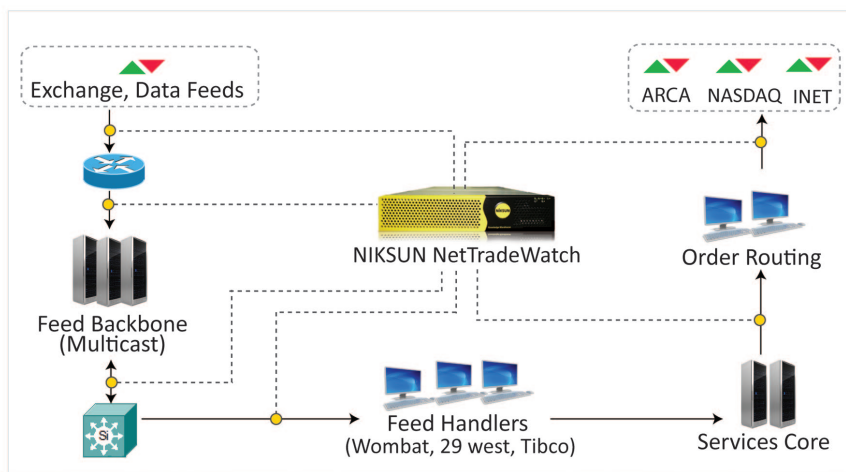 Exchange, Data Feeds
ARCA NASDAQ INET
NIKSUN
NIKSUN NetTradeWatch
Order Routing
Feed Backbone
(Multicast)
Si
Feed Handlers
(Wombat, 29 west, Tibco)
Services Core